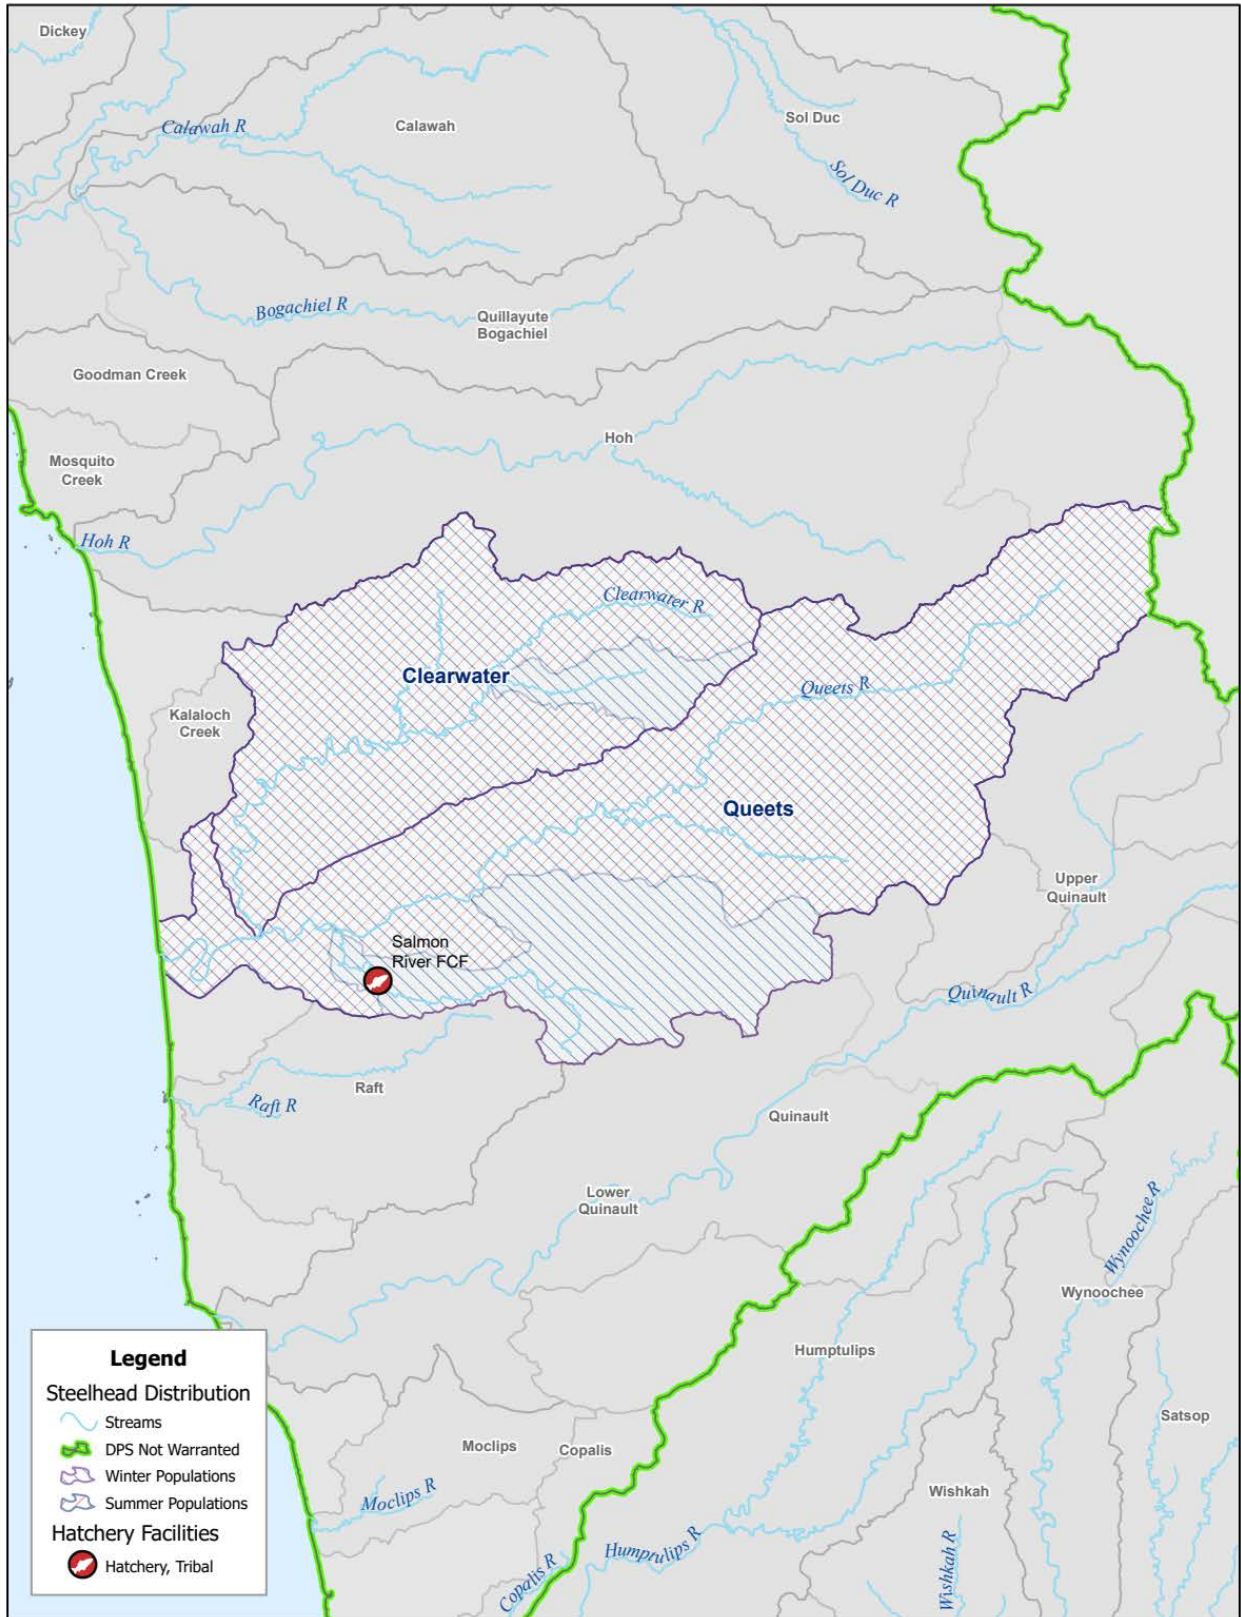 Dickey
Calawah R
Calawah
Sol Duc
Sol Duc R
Bogachiel R
Quillayute
Bogachiel
Goodman Creek
Hoh
Mosquito
Creek
Hoh R
Clearwater R
Clearwater
Queets R
Kalaloch
Creek
Queets
Upper
Quinault
Salmon
River FCF
Quinault R
Raft
Raft R
Quinault
Lower
Quinault
Wynoochee R
Wynoochee
Humptulips
Legend
Steelhead Distribution
Streams
DPS Not Warranted
Winter Populations
Summer Populations
Hatchery Facilities
Hatchery, Tribal
Satsop
Moclips
Copalis
Moclips R
Wishkah
Humptulips R
Copalis R
Wishkah R